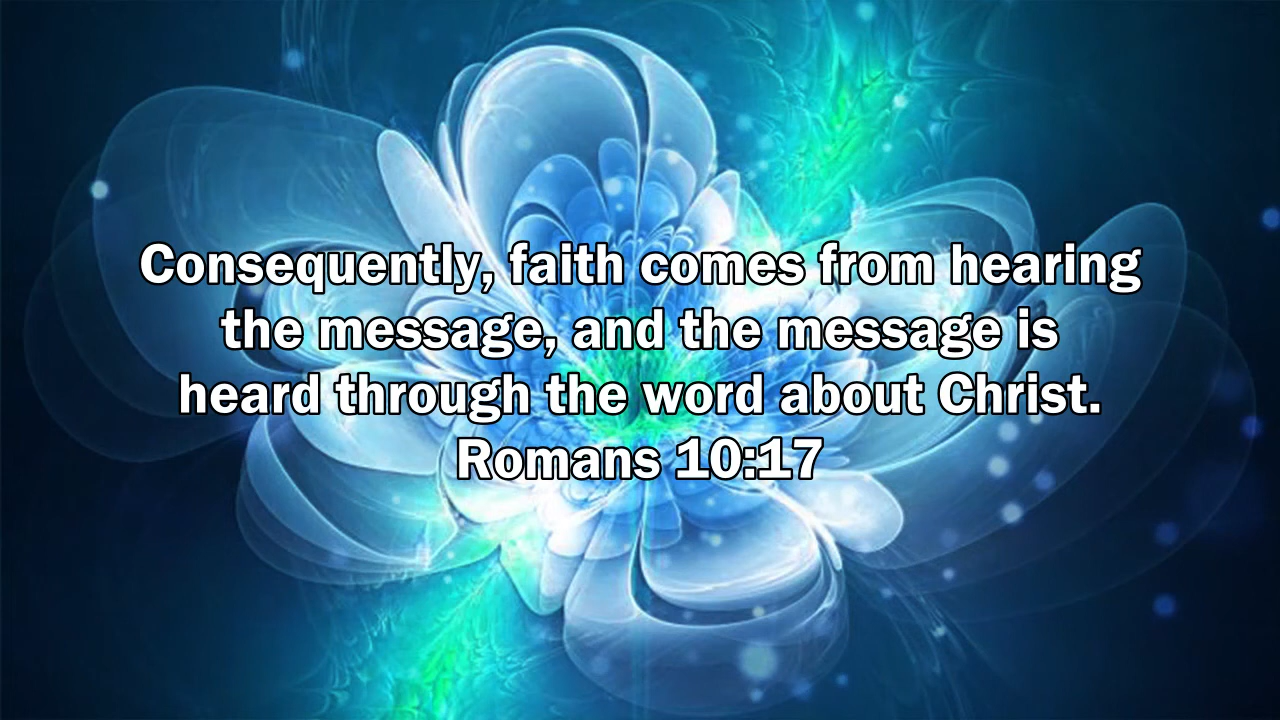 Consequently, faith comes from hearing
the message, and the message is
heard through the word about Christ.
Romans 10:17